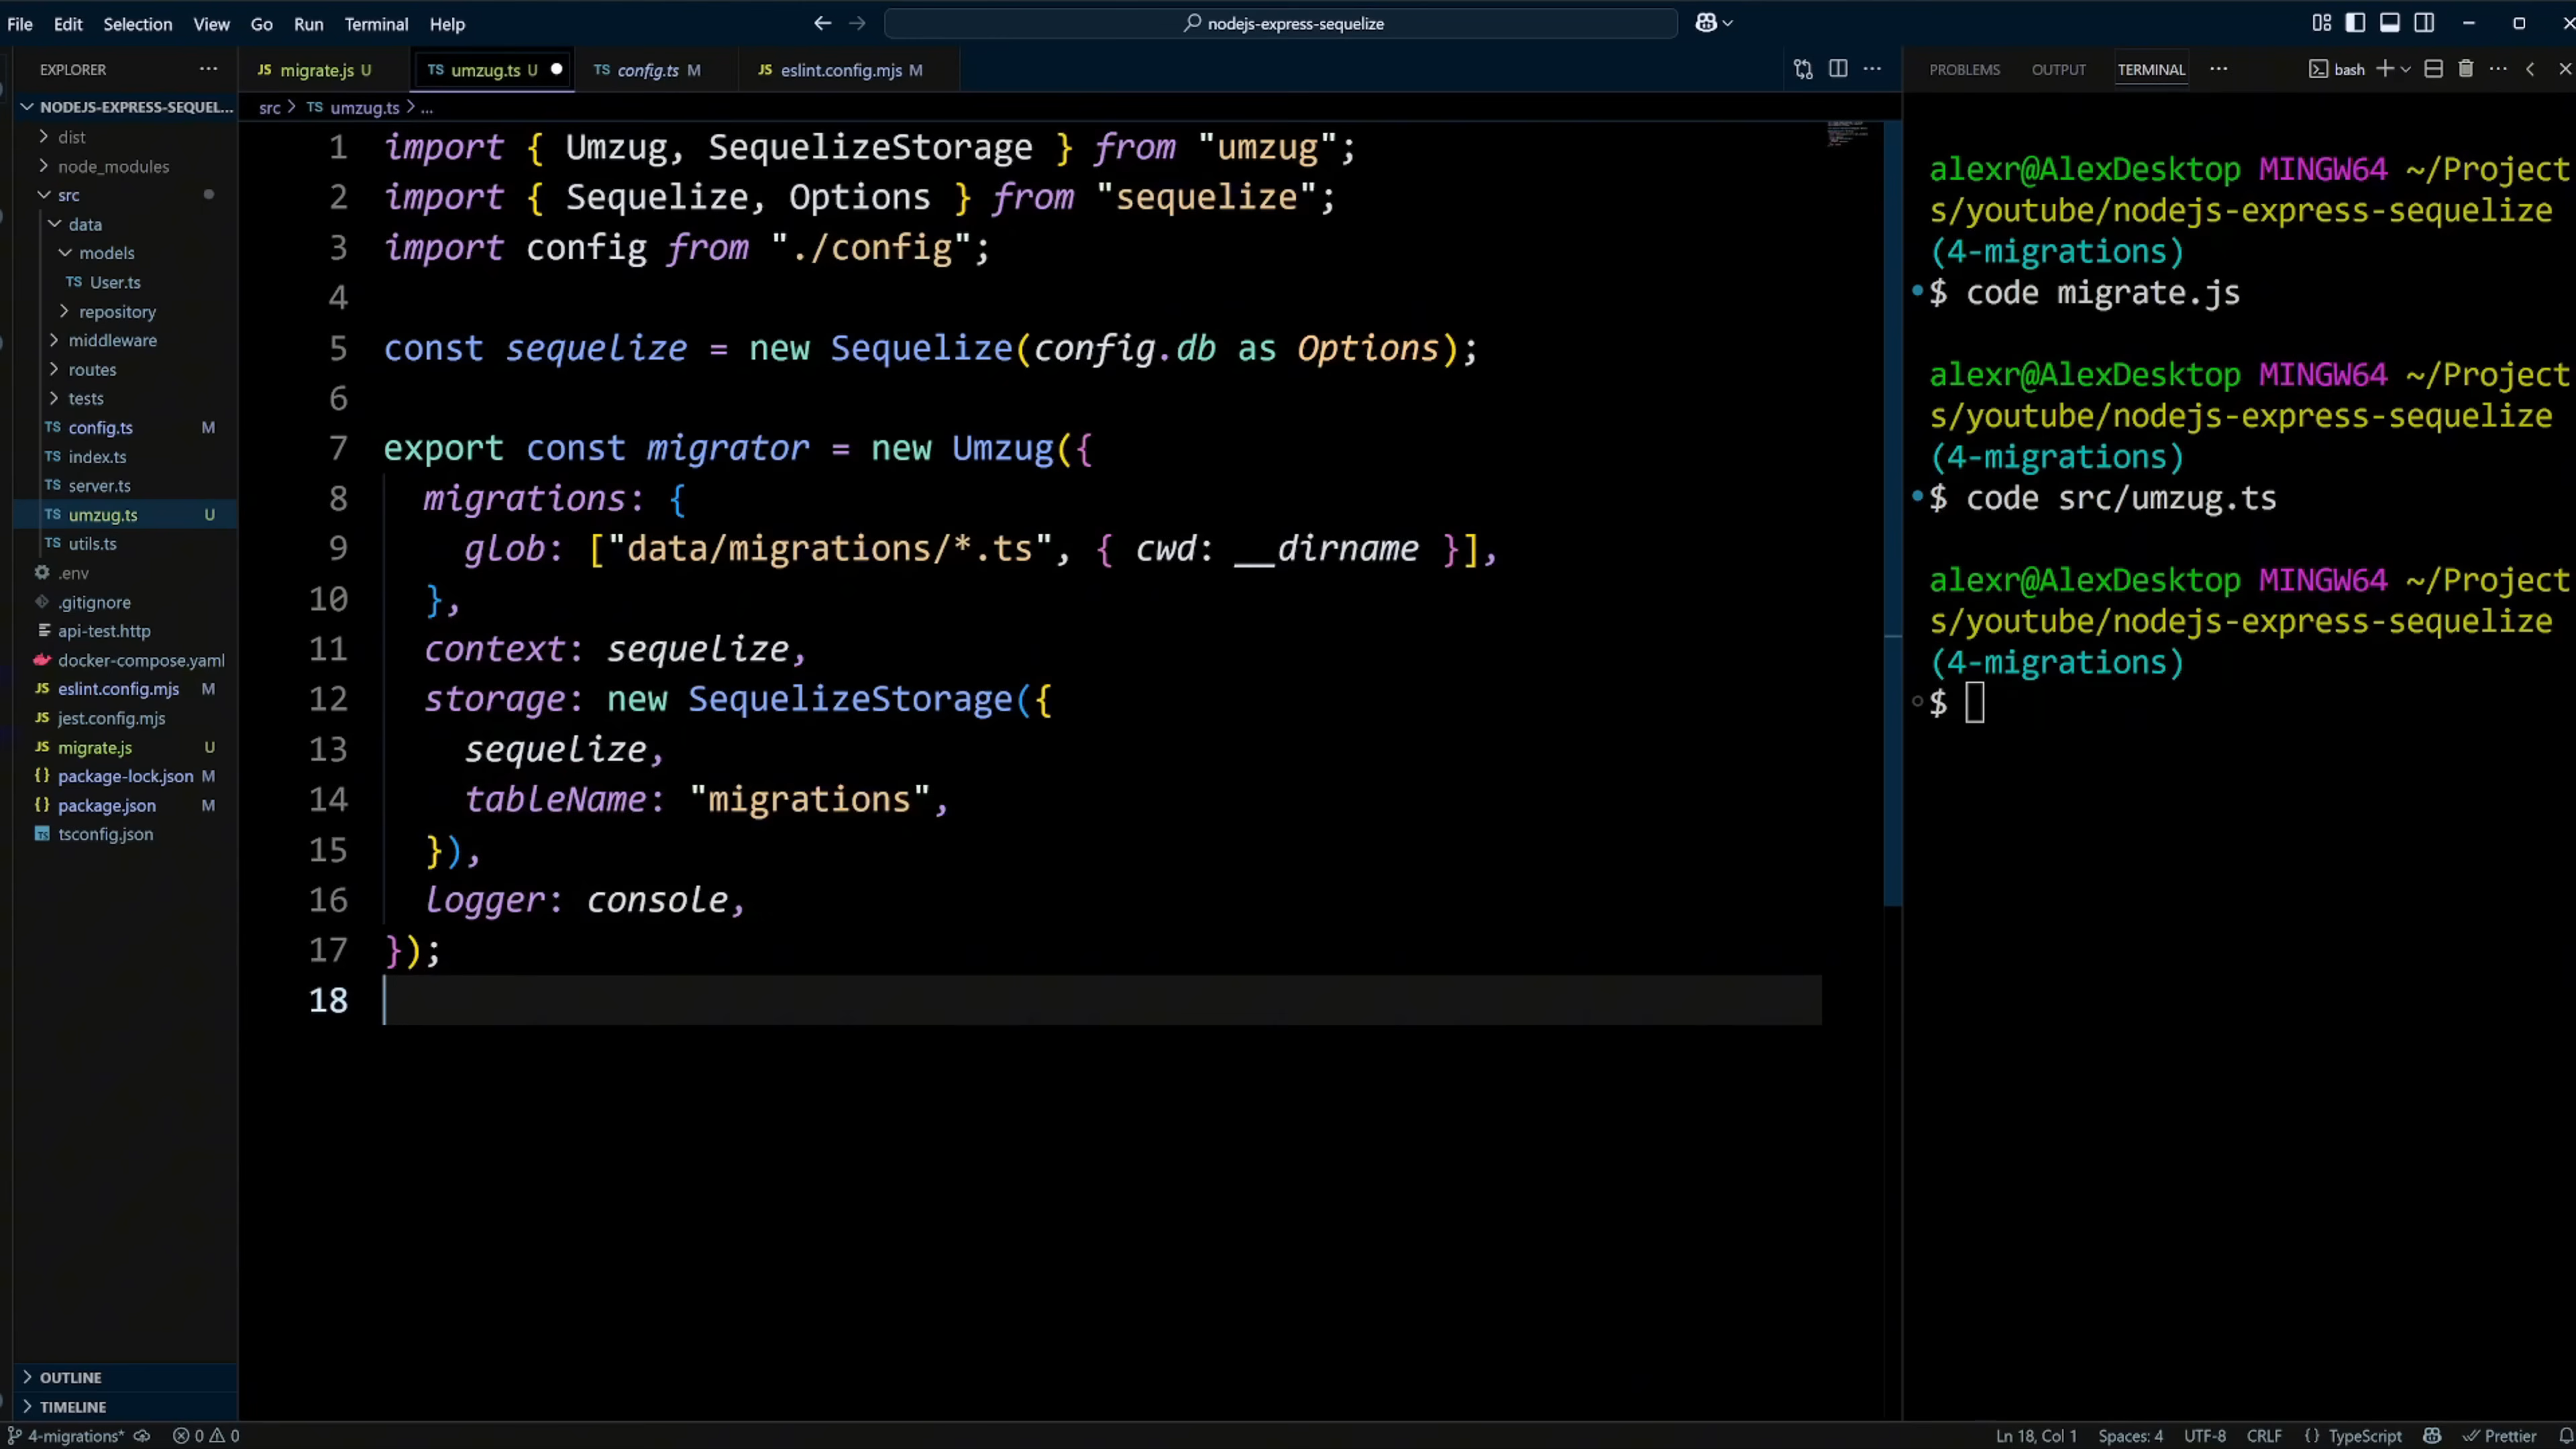 File Edit Selection View Go Run Terminal Help
nodejs-express-sequelize
EXPLORER
NODEJS-EXPRESS-SEQUEL...
dist
node_modules
src
data
models
TS User.ts
repository
middleware
routes
tests
TS config.ts M
TS index.ts
TS server.ts
TS umzug.ts U
TS utils.ts
.env
.gitignore
api-test.http
docker-compose.yaml
JS eslint.config.mjs M
JS jest.config.mjs
JS migrate.js U
{} package-lock.json M
{} package.json M
TS tsconfig.json
OUTLINE
TIMELINE
JS migrate.js U
TS umzug.ts U
TS config.ts M
JS eslint.config.mjs M
src > TS umzug.ts > ...
1 import { Umzug, SequelizeStorage } from "umzug";
2 import { Sequelize, Options } from "sequelize";
3 import config from "./config";
4
5 const sequelize = new Sequelize(config.db as Options);
6
7 export const migrator = new Umzug({
8 migrations: {
9 glob: ["data/migrations/*.ts", { cwd: __dirname }],
10 },
11 context: sequelize,
12 storage: new SequelizeStorage({
13 sequelize,
14 tableName: "migrations",
15 }),
16 logger: console,
17 });
18
PROBLEMS OUTPUT TERMINAL ... bash
alexr@AlexDesktop MINGW64 ~/Project
s/youtube/nodejs-express-sequelize
(4-migrations)
$ code migrate.js
alexr@AlexDesktop MINGW64 ~/Project
s/youtube/nodejs-express-sequelize
(4-migrations)
$ code src/umzug.ts
alexr@AlexDesktop MINGW64 ~/Project
s/youtube/nodejs-express-sequelize
(4-migrations)
$
4-migrations* 0 0
Ln 18, Col 1 Spaces: 4 UTF-8 CRLF {} TypeScript Prettier